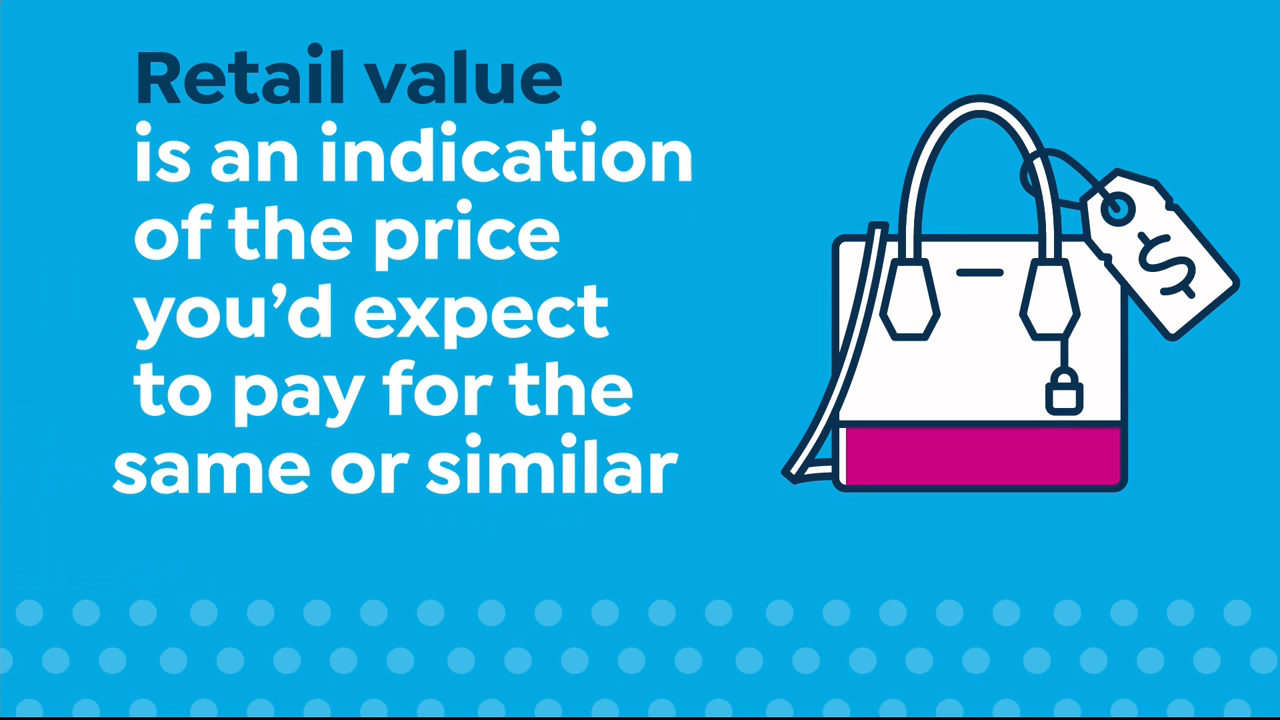 Retail value
is an indication
of the price
you’d expect
to pay for the
same or similar
$